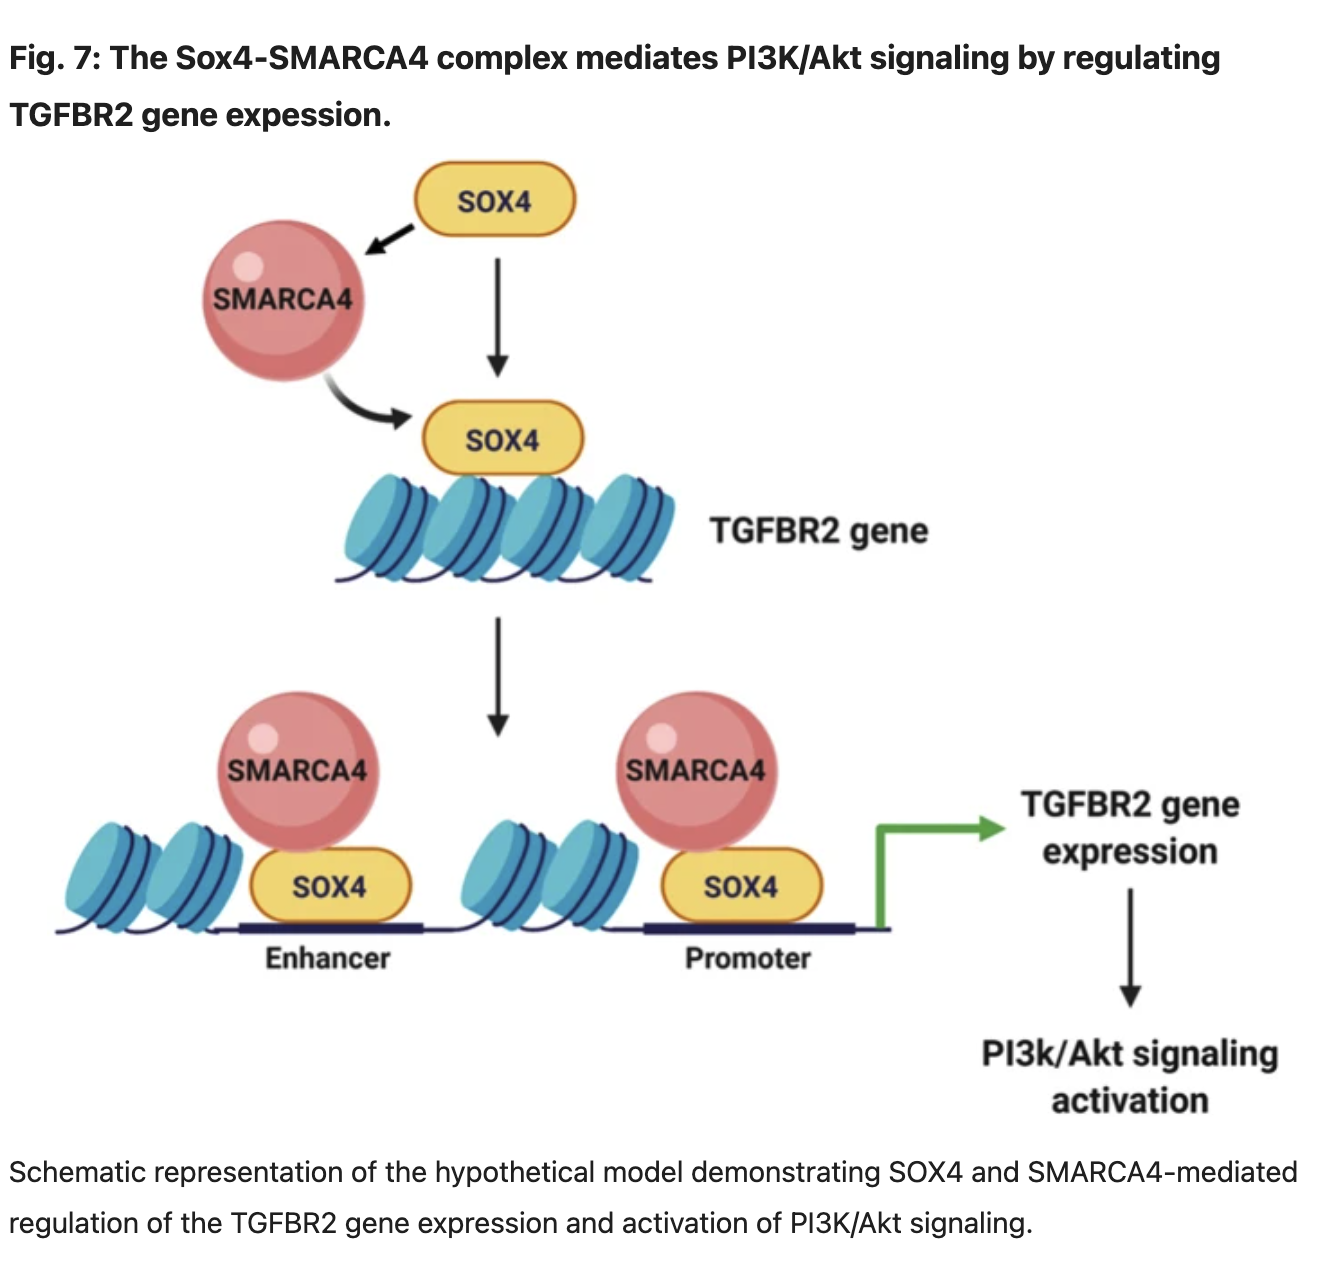 Fig. 7: The Sox4-SMARCA4 complex mediates PI3K/Akt signaling by regulating
TGFBR2 gene expession.
SOX4
SMARCA4
SOX4
TGFBR2 gene
SMARCA4
SMARCA4
TGFBR2 gene
expression
SOX4
SOX4
Enhancer
Promoter
PI3k/Akt signaling
activation
Schematic representation of the hypothetical model demonstrating SOX4 and SMARCA4-mediated
regulation of the TGFBR2 gene expression and activation of PI3K/Akt signaling.